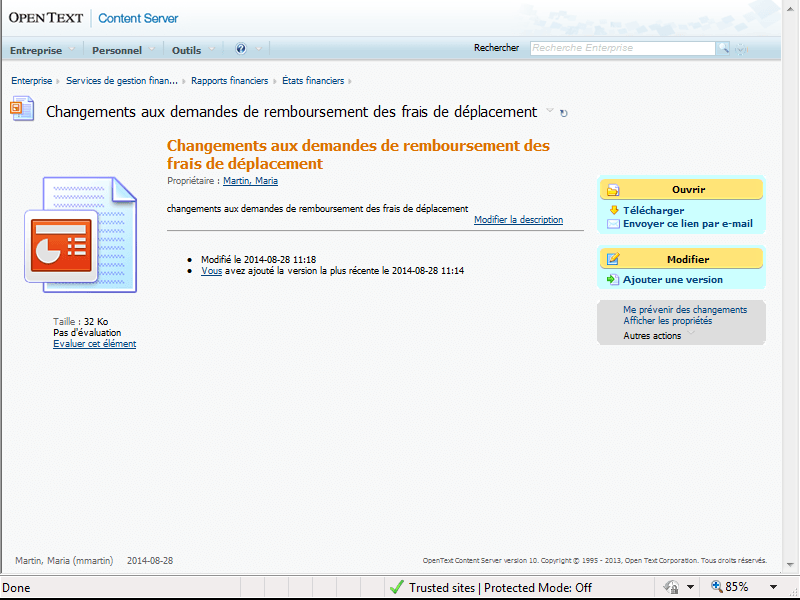 OPEN TEXT | Content Server
Entreprise Personnel Outils Rechercher Recherche Enterprise
Enterprise Services de gestion finan... Rapports financiers États financiers
Changements aux demandes de remboursement des frais de déplacement
Changements aux demandes de remboursement des
frais de déplacement
Propriétaire : Martin, Maria
changements aux demandes de remboursement des frais de déplacement
Modifier la description
• Modifié le 2014-08-28 11:18
• Vous avez ajouté la version la plus récente le 2014-08-28 11:14
Taille : 32 Ko
Pas d'évaluation
Evaluer cet élément
Ouvrir
Télécharger
Envoyer ce lien par e-mail
Modifier
Ajouter une version
Me prévenir des changements
Afficher les propriétés
Autres actions
Martin, Maria (mmartin) 2014-08-28 OpenText Content Server version 10. Copyright © 1995 - 2013, Open Text Corporation. Tous droits réservés.
Done Trusted sites | Protected Mode: Off 85%